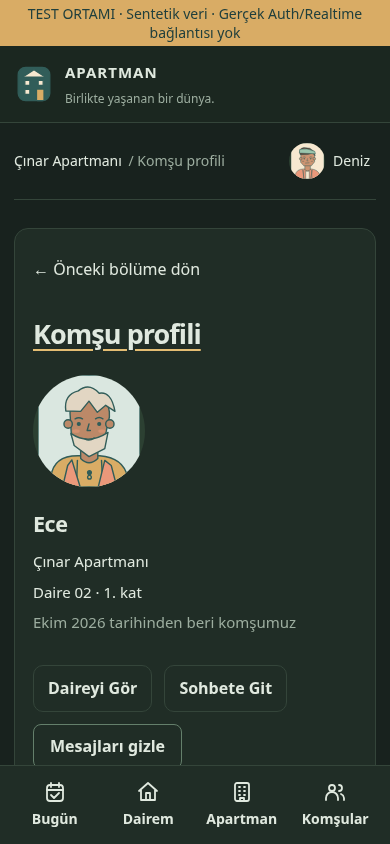 TEST ORTAMI · Sentetik veri · Gerçek Auth/Realtime
bağlantısı yok
APARTMAN
Birlikte yaşanan bir dünya.
Çınar Apartmanı / Komşu profili
Deniz
← Önceki bölüme dön
Komşu profili
Ece
Çınar Apartmanı
Daire 02 · 1. kat
Ekim 2026 tarihinden beri komşumuz
Daireyi Gör
Sohbete Git
Mesajları gizle
Bugün
Dairem
Apartman
Komşular